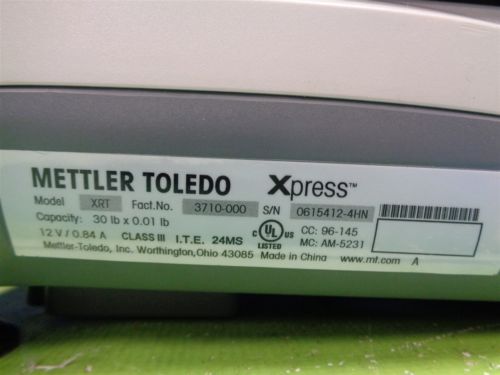 METTLER TOLEDO Xpress™
Model XRT Fact.No. 3710-000 S/N 0615412-4HN
Capacity: 30 lb x 0.01 lb
12 V / 0.84 A CLASS III I.T.E. 24MS C UL US LISTED CC: 96-145
MC: AM-5231
Mettler-Toledo, Inc. Worthington,Ohio 43085 Made in China www.mt.com A